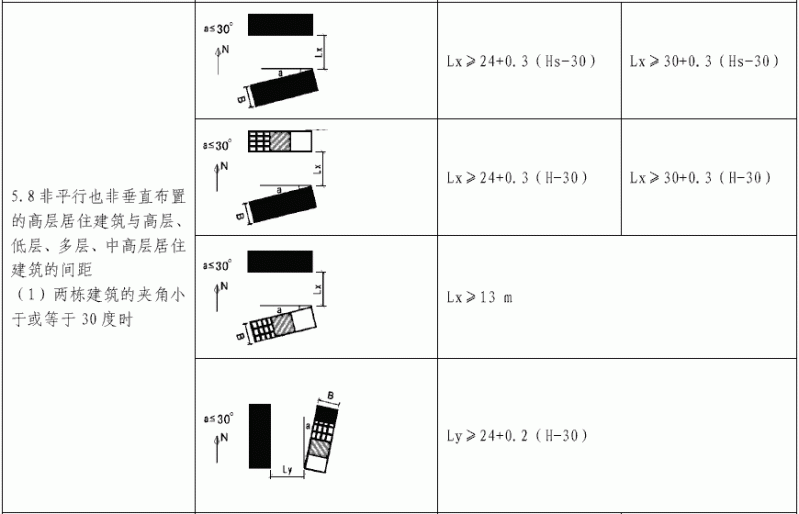 5.8非平行也非垂直布置
的高层居住建筑与高层、
低层、多层、中高层居住
建筑的间距
（1）两栋建筑的夹角小
于或等于 30 度时
a≤30°
N
Lx
a
B
Lx⩾24+0.3（Hs-30）
Lx⩾30+0.3（Hs-30）
a≤30°
N
Lx
a
B
Lx⩾24+0.3（H-30）
Lx⩾30+0.3（H-30）
a≤30°
N
Lx
a
B
Lx⩾13 m
a≤30°
N
B
a
Ly
Ly⩾24+0.2（H-30）